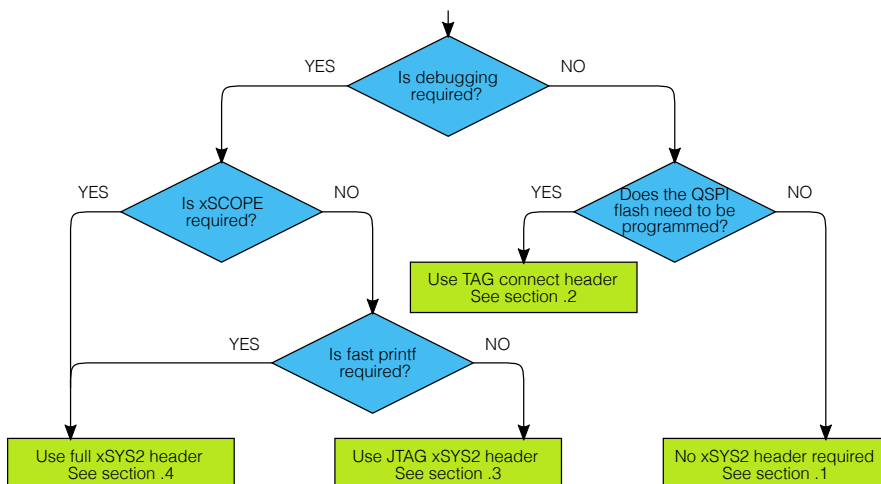 YES
Is debugging
required?
NO
YES
Is xSCOPE
required?
NO
YES
Does the QSPI
flash need to be
programmed?
NO
Use TAG connect header
See section .2
YES
Is fast printf
required?
NO
Use full xSYS2 header
See section .4
Use JTAG xSYS2 header
See section .3
No xSYS2 header required
See section .1